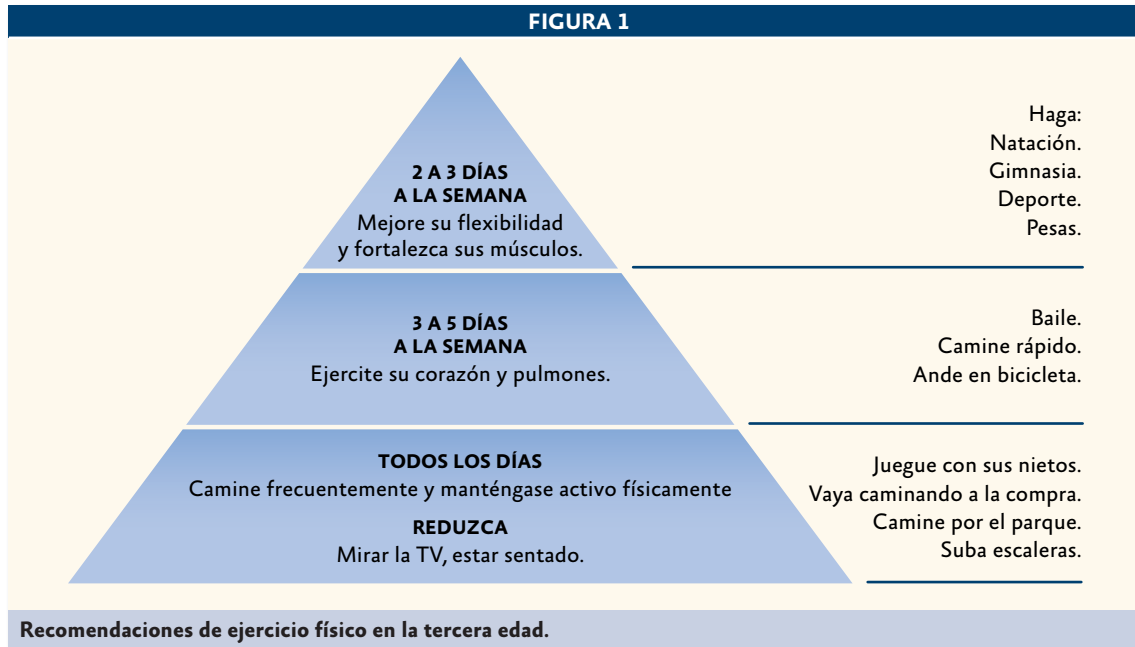 FIGURA 1
2 A 3 DÍAS
A LA SEMANA
Mejore su flexibilidad
y fortalezca sus músculos.
Haga:
Natación.
Gimnasia.
Deporte.
Pesas.
3 A 5 DÍAS
A LA SEMANA
Ejercite su corazón y pulmones.
Baile.
Camine rápido.
Ande en bicicleta.
TODOS LOS DÍAS
Camine frecuentemente y manténgase activo físicamente
REDUZCA
Mirar la TV, estar sentado.
Juegue con sus nietos.
Vaya caminando a la compra.
Camine por el parque.
Suba escaleras.
Recomendaciones de ejercicio físico en la tercera edad.